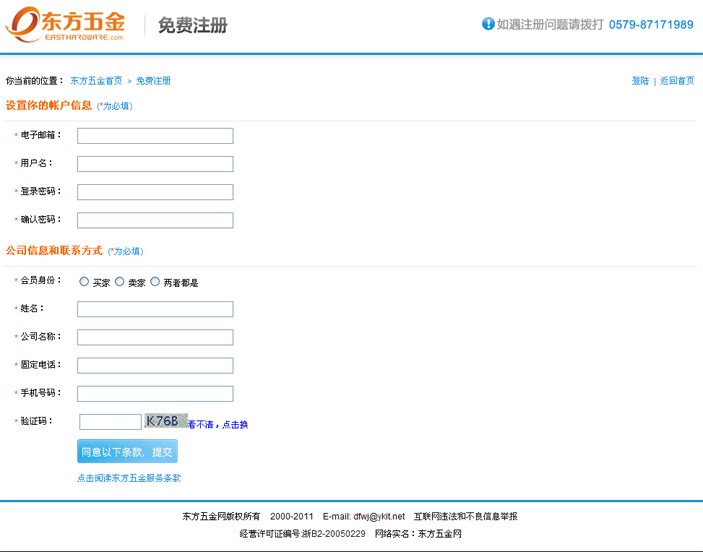 东方五金 免费注册 如遇注册问题请拨打 0579-87171989
EASTHARDWARE.com
你当前的位置： 东方五金首页 > 免费注册 登陆 | 返回首页
设置你的帐户信息 (*为必填)
* 电子邮箱：
* 用户名：
* 登录密码：
* 确认密码：
公司信息和联系方式 (*为必填)
* 会员身份： 买家 卖家 两者都是
* 姓名：
* 公司名称：
* 固定电话：
* 手机号码：
* 验证码： K76B 看不清，点击换
同意以下条款，提交
点击阅读东方五金服务条款
东方五金网版权所有 2000-2011 E-mail: dfwj@ykit.net 互联网违法和不良信息举报
经营许可证编号:浙B2-20050229 网络实名：东方五金网